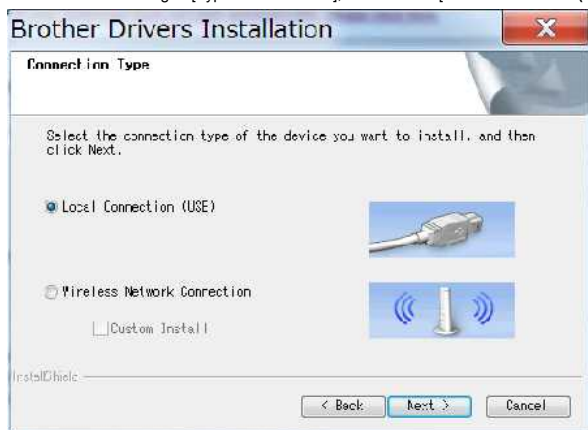 Brother Drivers Installation
Connection Type
Select the connection type of the device you want to install, and then
click Next.
Local Connection (USB)
Wireless Network Connection
Custom Install
InstallShield
< Back
Next >
Cancel